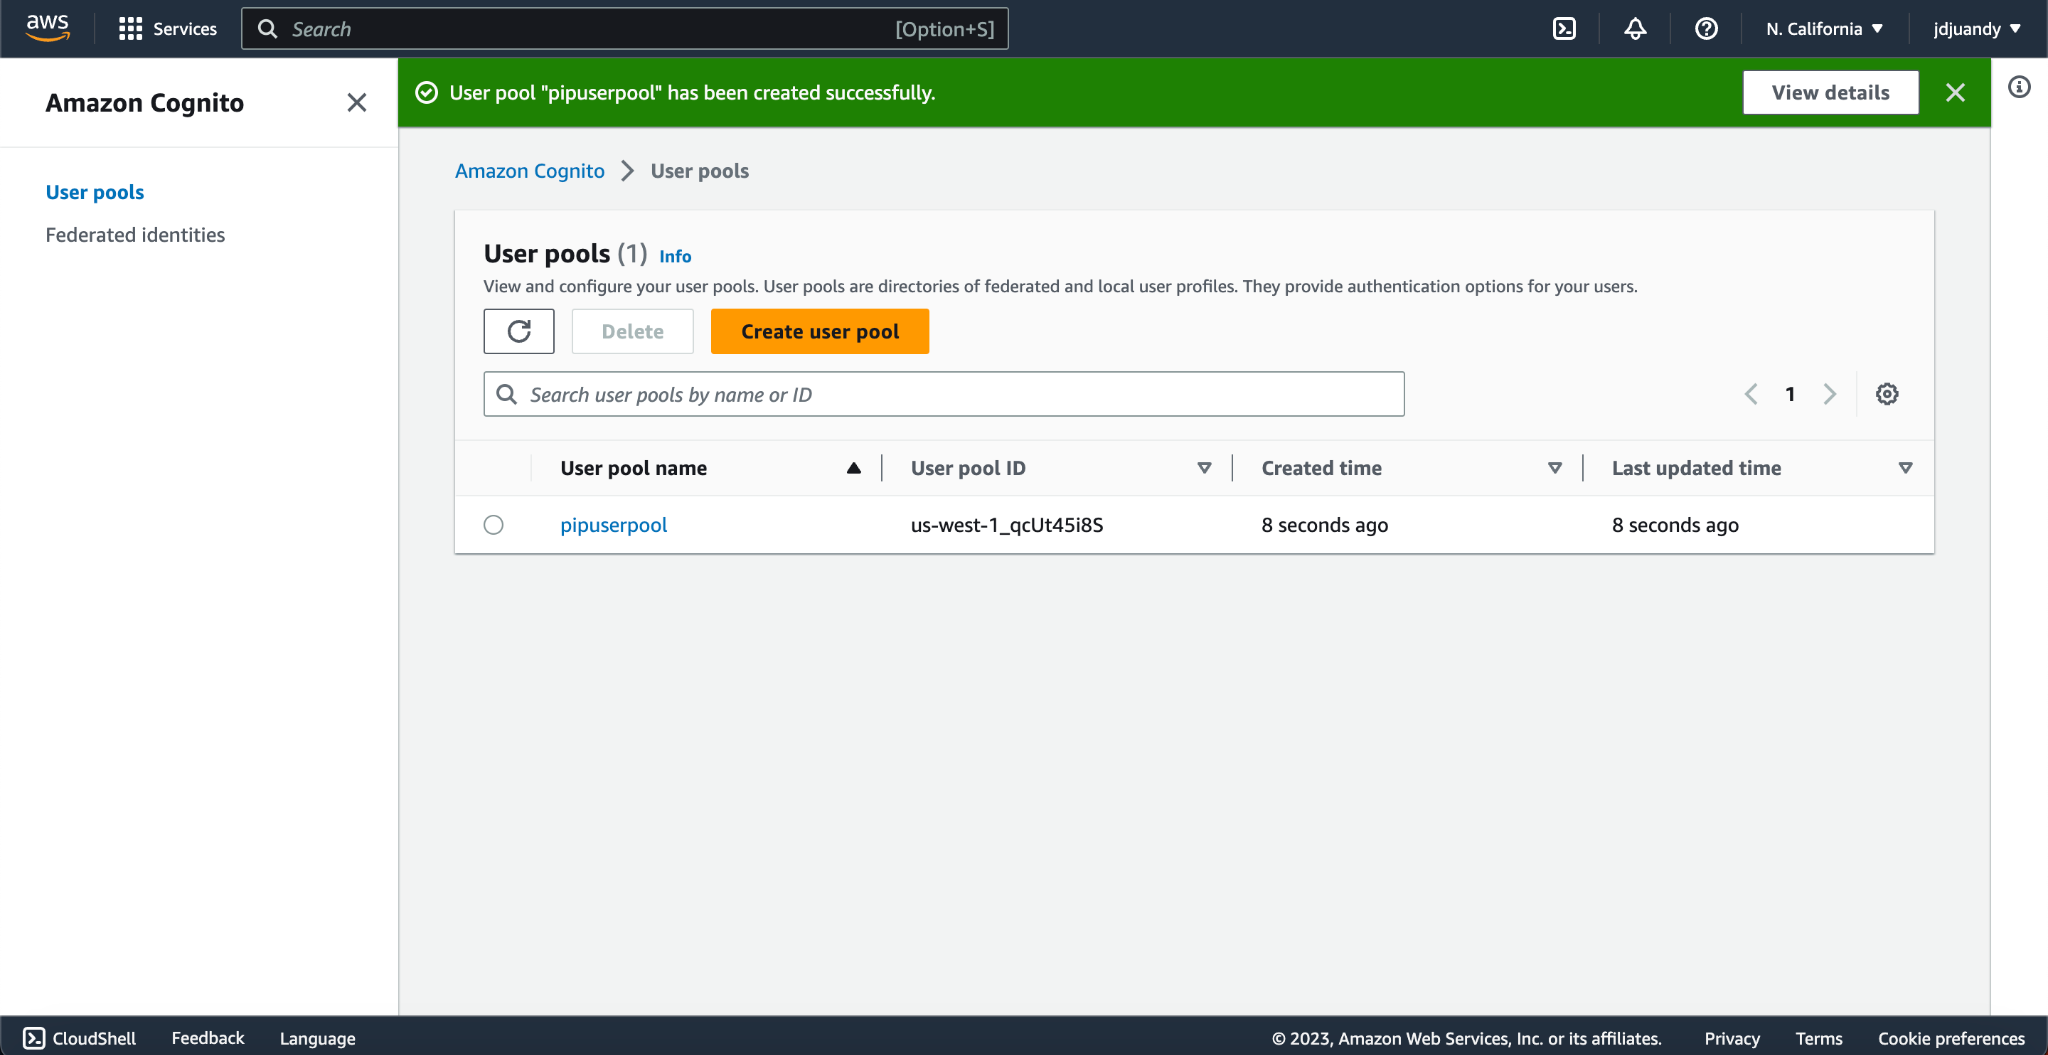 aws
Services
Search
[Option+S]
N. California
jdjuandy
Amazon Cognito
User pools
Federated identities
User pool "pipuserpool" has been created successfully.
View details
Amazon Cognito
User pools
User pools (1) Info
View and configure your user pools. User pools are directories of federated and local user profiles. They provide authentication options for your users.
Delete
Create user pool
Search user pools by name or ID
1
User pool name
User pool ID
Created time
Last updated time
pipuserpool
us-west-1_qcUt45i8S
8 seconds ago
8 seconds ago
CloudShell
Feedback
Language
© 2023, Amazon Web Services, Inc. or its affiliates.
Privacy
Terms
Cookie preferences